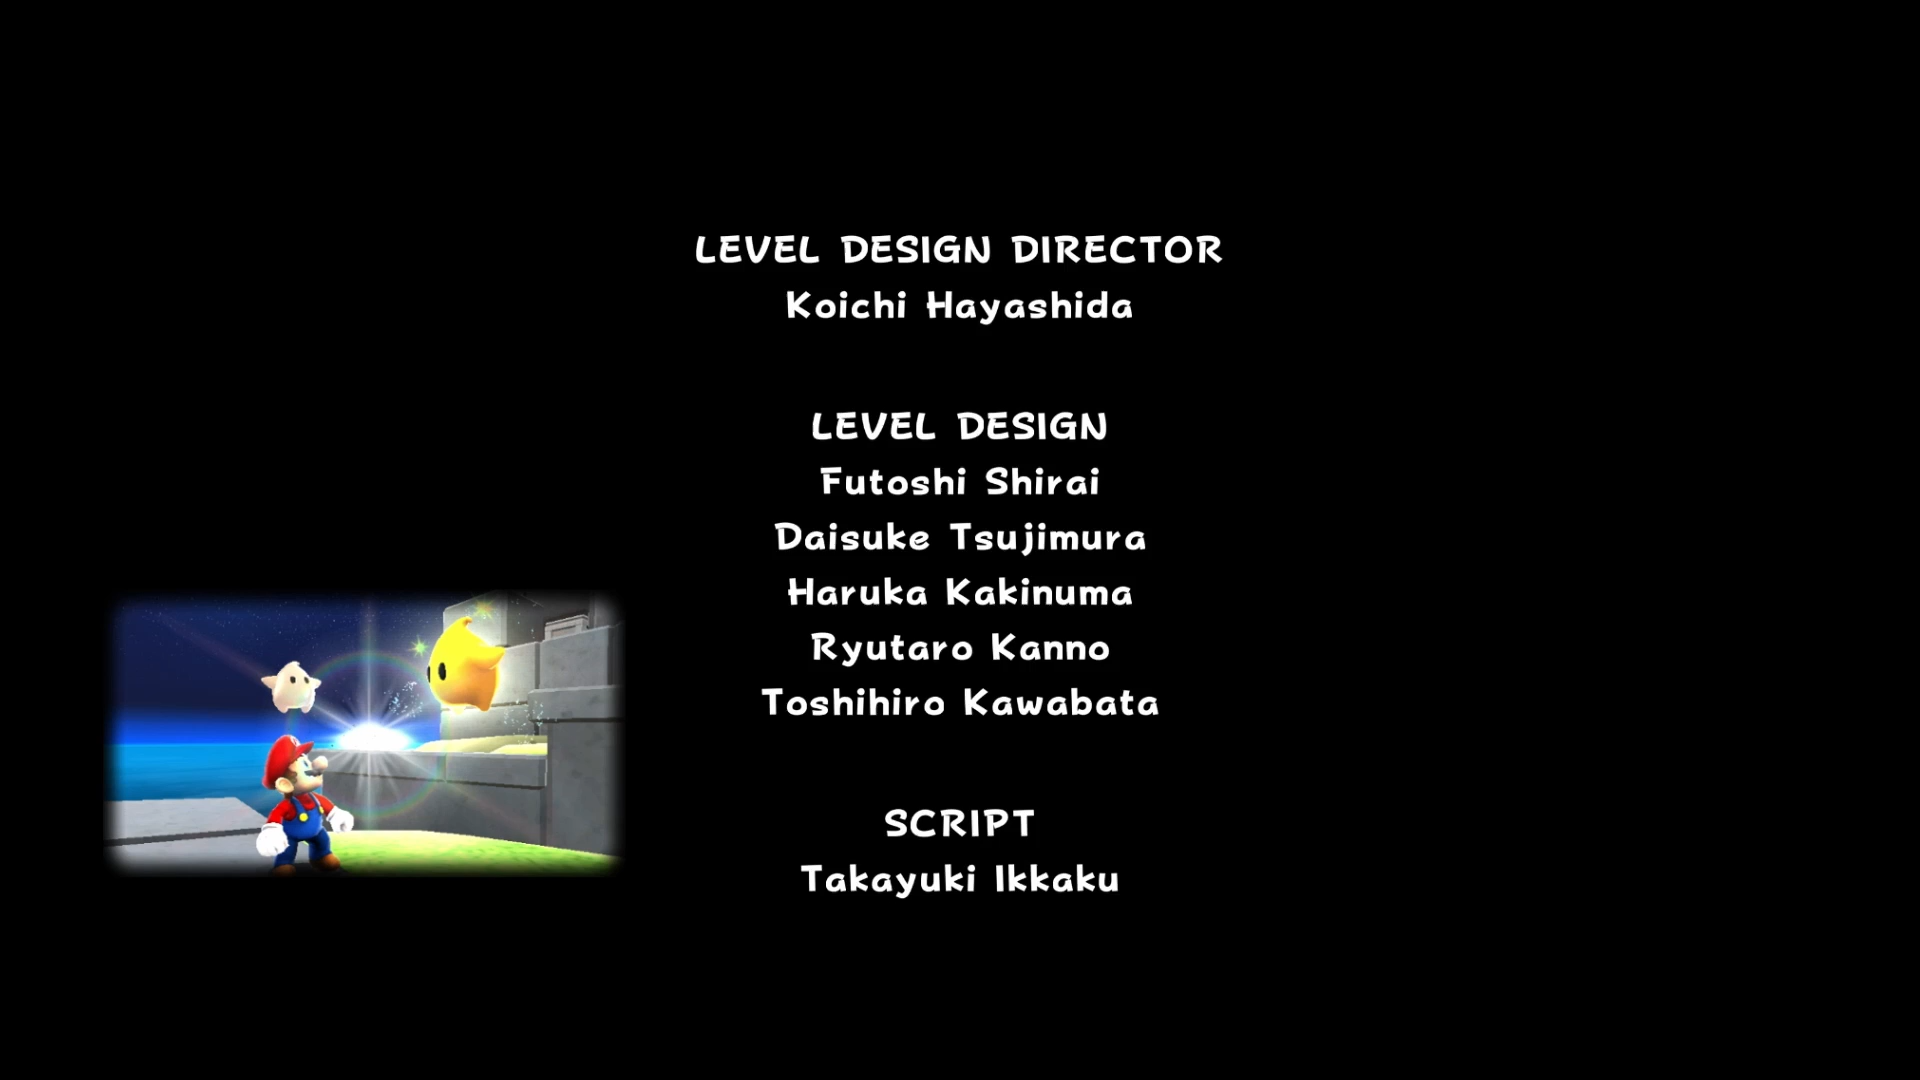 LEVEL DESIGN DIRECTOR
Koichi Hayashida
LEVEL DESIGN
Futoshi Shirai
Daisuke Tsujimura
Haruka Kakinuma
Ryutaro Kanno
Toshihiro Kawabata
SCRIPT
Takayuki Ikkaku